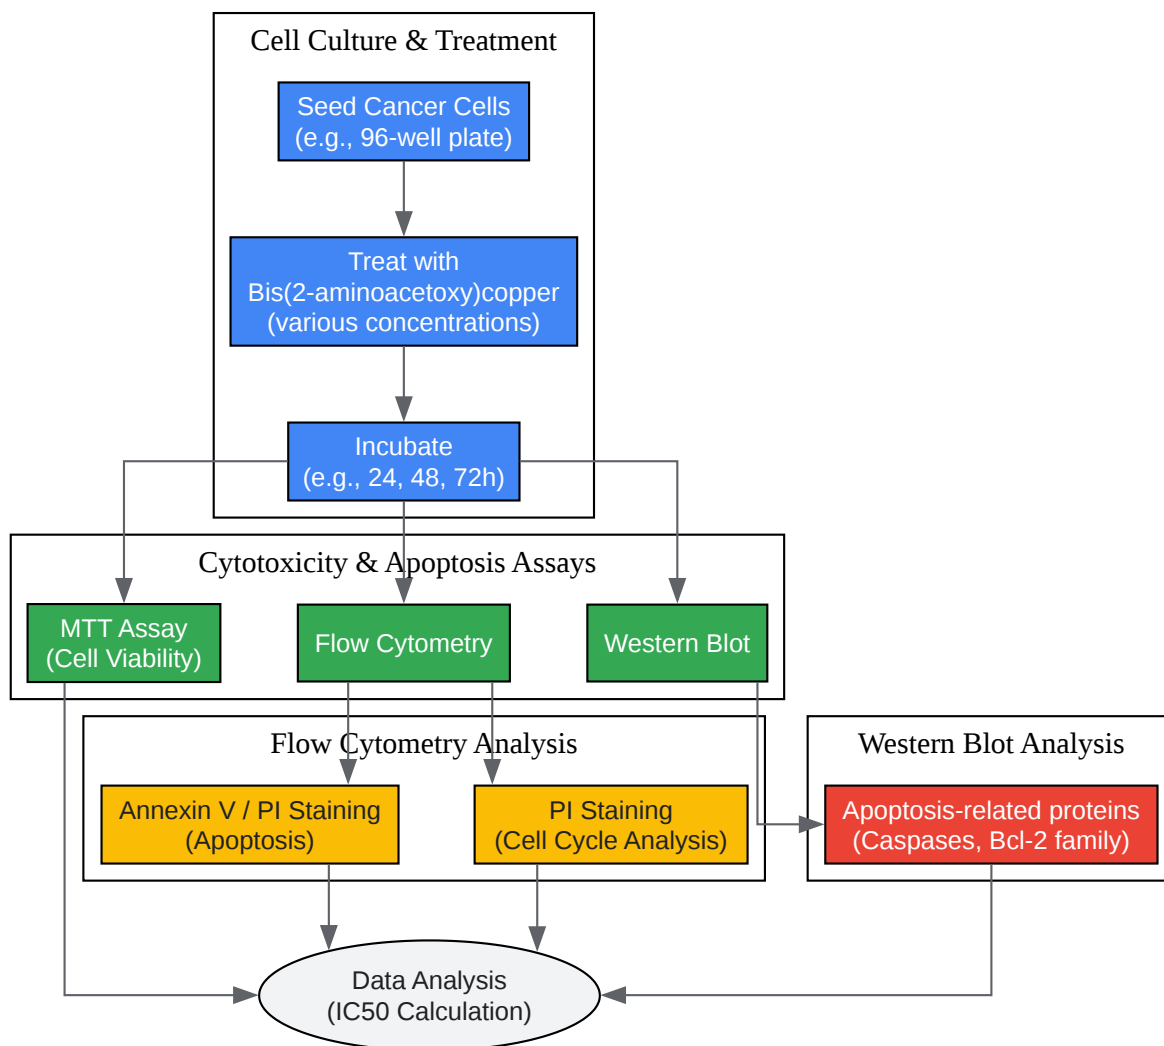 Cell Culture & Treatment
Seed Cancer Cells
(e.g., 96-well plate)
Treat with
Bis(2-aminoacetoxy)copper
(various concentrations)
Incubate
(e.g., 24, 48, 72h)
Cytotoxicity & Apoptosis Assays
MTT Assay
(Cell Viability)
Flow Cytometry
Western Blot
Flow Cytometry Analysis
Annexin V / PI Staining
(Apoptosis)
PI Staining
(Cell Cycle Analysis)
Western Blot Analysis
Apoptosis-related proteins
(Caspases, Bcl-2 family)
Data Analysis
(IC50 Calculation)